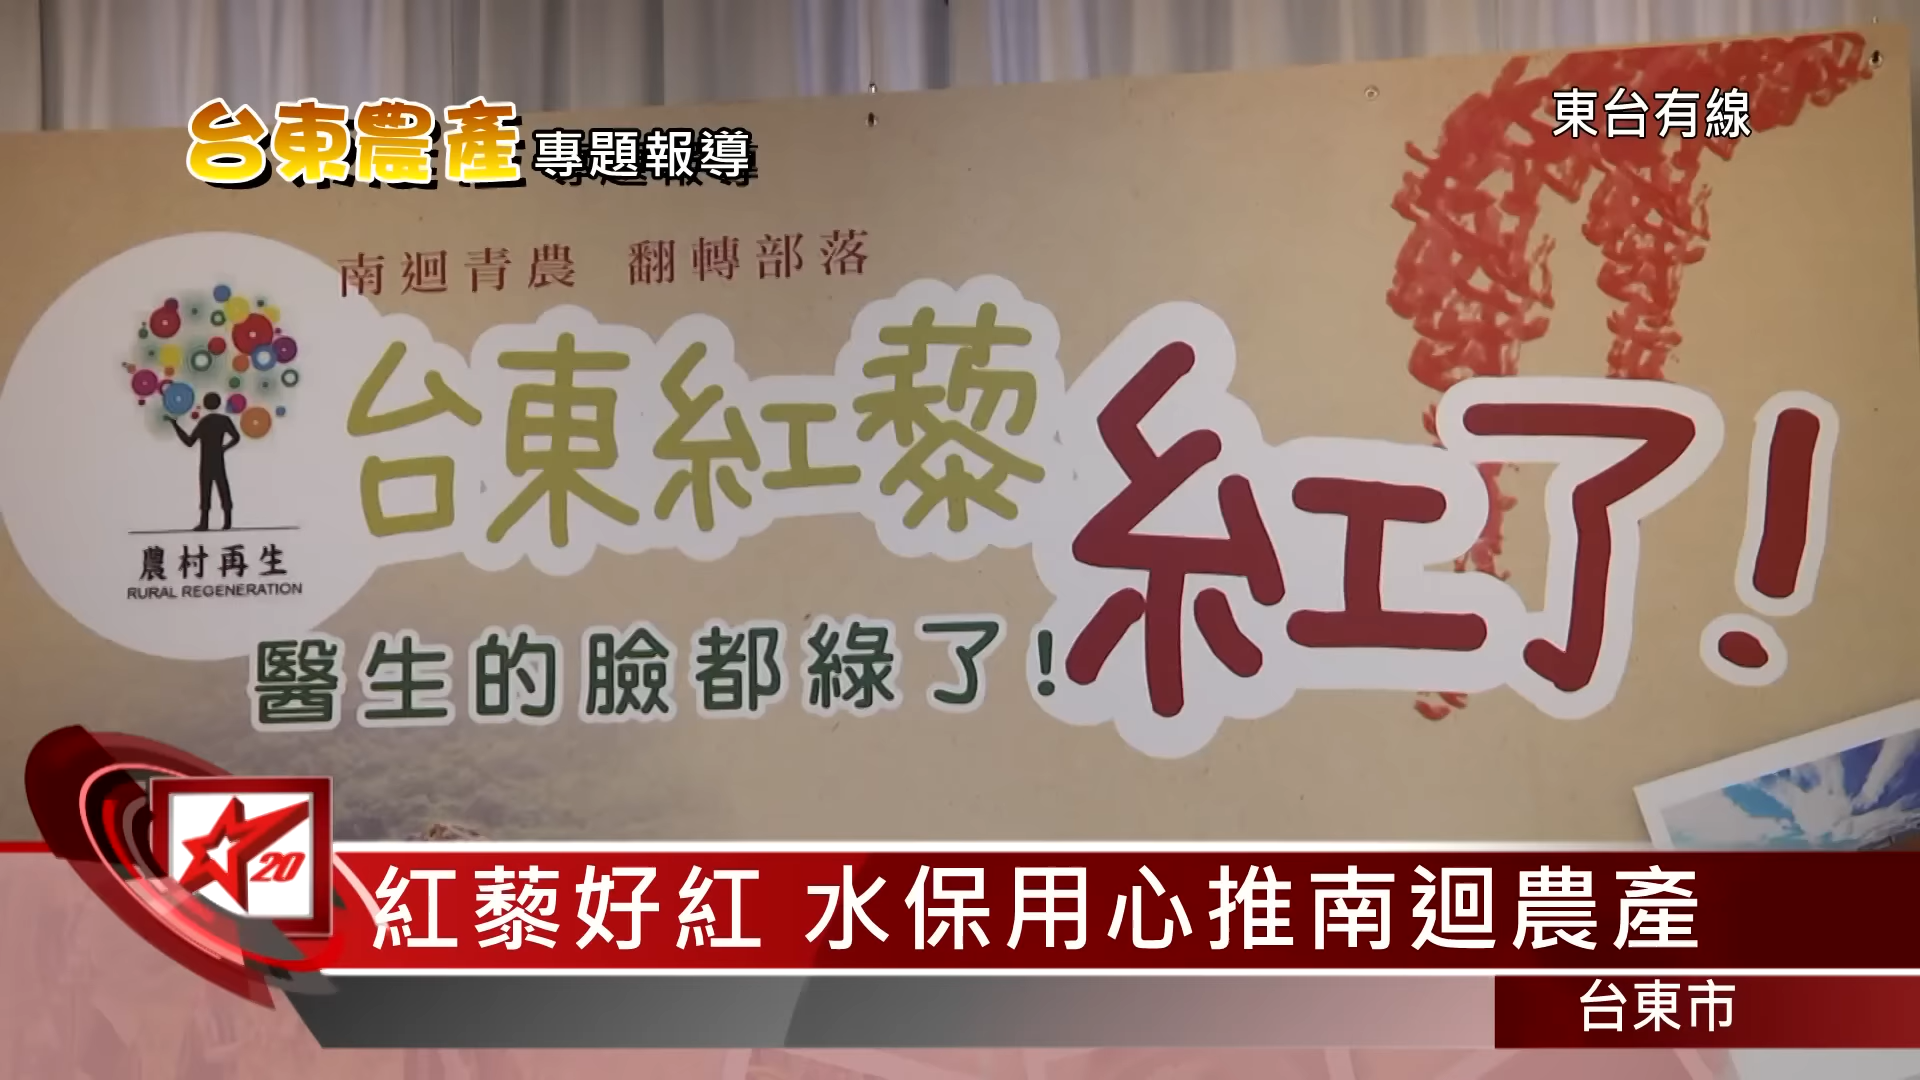 東台有線
台東農產 專題報導
南迴青農 翻轉部落
台東紅藜 紅了!
農村再生
RURAL REGENERATION
醫生的臉都綠了!
20
紅藜好紅 水保用心推南迴農產
台東市